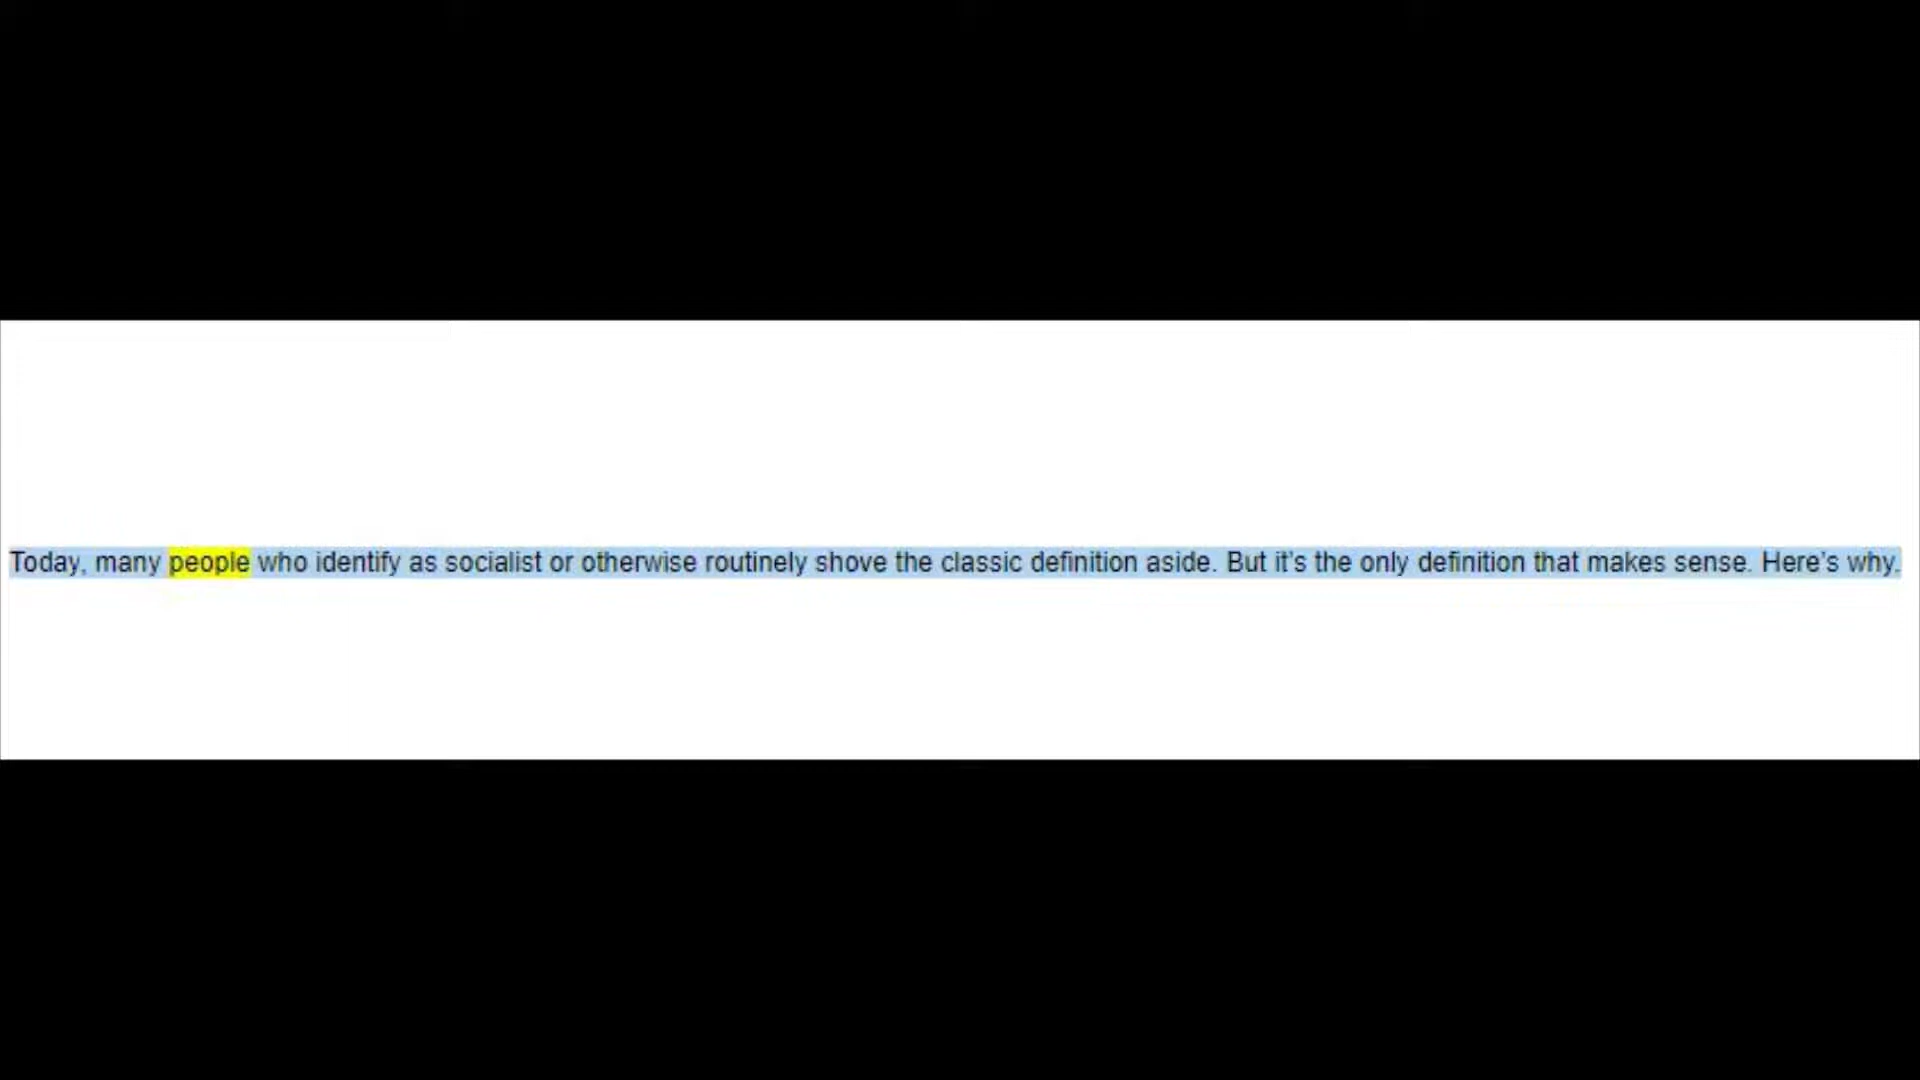 Today, many people who identify as socialist or otherwise routinely shove the classic definition aside. But it's the only definition that makes sense. Here's why.